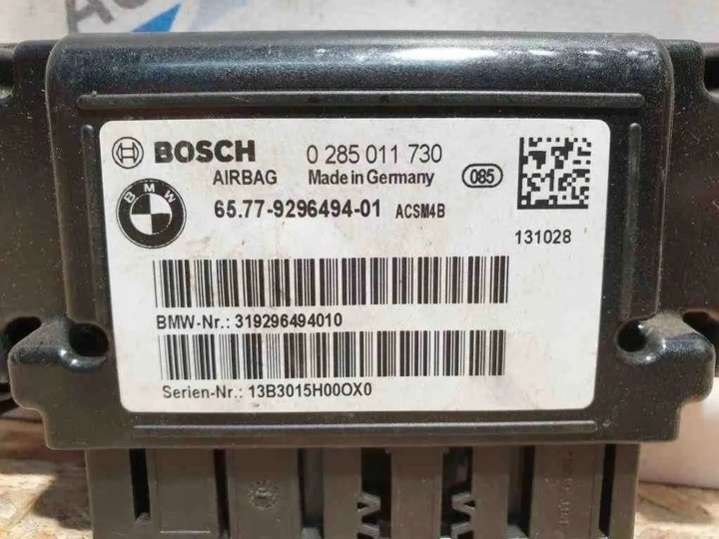 BOSCH 0 285 011 730
AIRBAG Made in Germany 085
BMW 65.77-9296494-01 ACSM4B
131028
BMW-Nr.: 319296494010
Serien-Nr.: 13B3015H00OX0